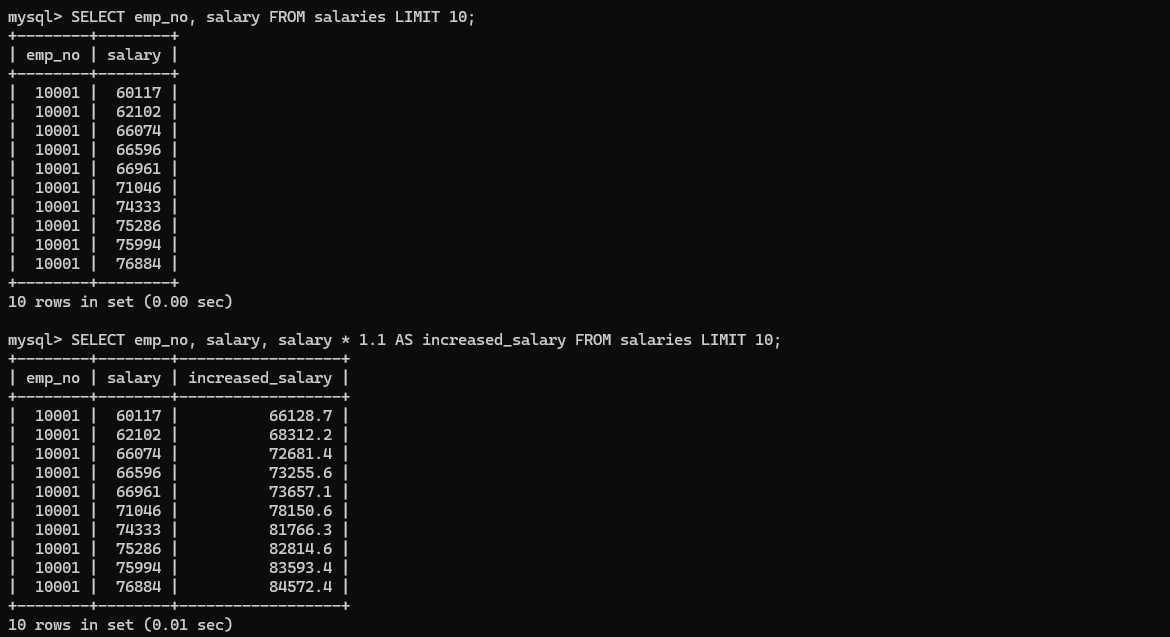 mysql> SELECT emp_no, salary FROM salaries LIMIT 10;
+--------+--------+
| emp_no | salary |
+--------+--------+
|  10001 |  60117 |
|  10001 |  62102 |
|  10001 |  66074 |
|  10001 |  66596 |
|  10001 |  66961 |
|  10001 |  71046 |
|  10001 |  74333 |
|  10001 |  75286 |
|  10001 |  75994 |
|  10001 |  76884 |
+--------+--------+
10 rows in set (0.00 sec)

mysql> SELECT emp_no, salary, salary * 1.1 AS increased_salary FROM salaries LIMIT 10;
+--------+--------+------------------+
| emp_no | salary | increased_salary |
+--------+--------+------------------+
|  10001 |  60117 |          66128.7 |
|  10001 |  62102 |          68312.2 |
|  10001 |  66074 |          72681.4 |
|  10001 |  66596 |          73255.6 |
|  10001 |  66961 |          73657.1 |
|  10001 |  71046 |          78150.6 |
|  10001 |  74333 |          81766.3 |
|  10001 |  75286 |          82814.6 |
|  10001 |  75994 |          83593.4 |
|  10001 |  76884 |          84572.4 |
+--------+--------+------------------+
10 rows in set (0.01 sec)